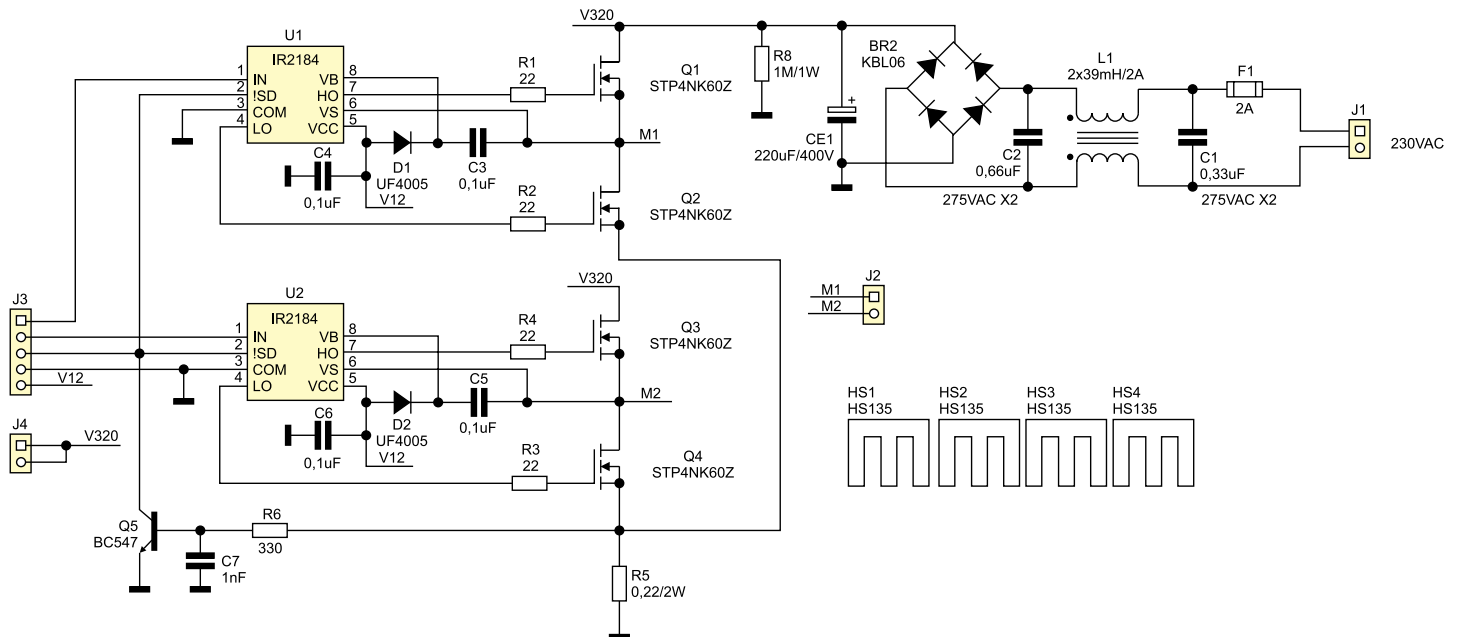 V320
U1
IR2184
1 IN
2 !SD
3 COM
4 LO
VB 8
HO 7
VS 6
VCC 5
R1
22
Q1
STP4NK60Z
M1
D1
UF4005
C3
0,1uF
C4
0,1uF
V12
R2
22
Q2
STP4NK60Z
R8
1M/1W
+
CE1
220uF/400V
BR2
KBL06
L1
2x39mH/2A
C2
0,66uF
275VAC X2
C1
0,33uF
275VAC X2
F1
2A
J1
230VAC
J3
V12
J4
V320
U2
IR2184
1 IN
2 !SD
3 COM
4 LO
VB 8
HO 7
VS 6
VCC 5
V320
R4
22
Q3
STP4NK60Z
M2
D2
UF4005
C5
0,1uF
C6
0,1uF
V12
R3
22
Q4
STP4NK60Z
J2
M1
M2
HS1
HS135
HS2
HS135
HS3
HS135
HS4
HS135
Q5
BC547
C7
1nF
R6
330
R5
0,22/2W